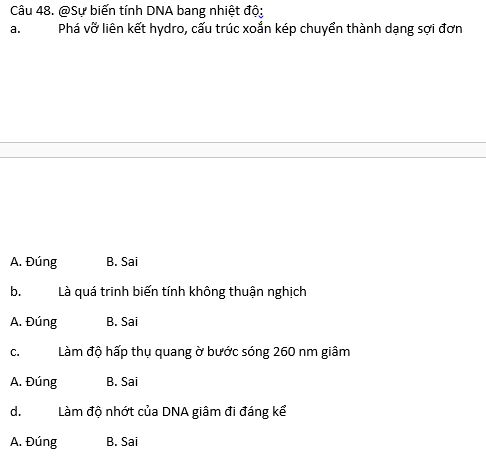 Câu 48. @Sự biến tính DNA bang nhiệt độ:
a. Phá vỡ liên kết hydro, cấu trúc xoắn kép chuyển thành dạng sợi đơn
A. Đúng B. Sai
b. Là quá trinh biến tính không thuận nghịch
A. Đúng B. Sai
c. Làm độ hấp thụ quang ờ bước sóng 260 nm giâm
A. Đúng B. Sai
d. Làm độ nhớt của DNA giâm đi đáng kể
A. Đúng B. Sai